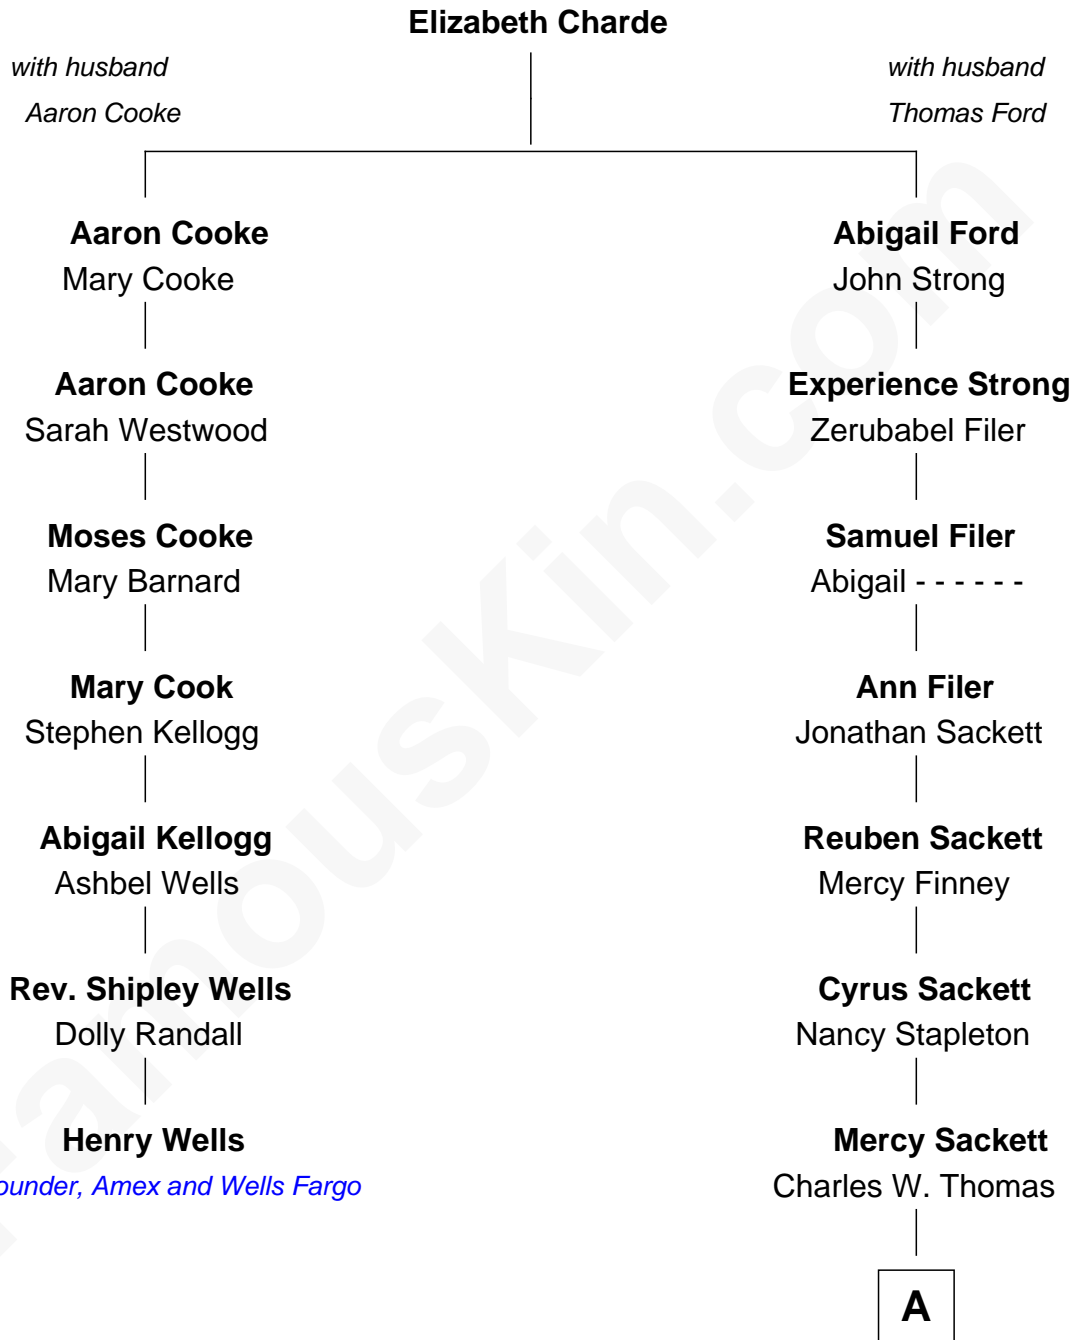 Elizabeth Charde
with husband
Aaron Cooke
with husband
Thomas Ford
Aaron Cooke
Mary Cooke
Abigail Ford
John Strong
Aaron Cooke
Sarah Westwood
Experience Strong
Zerubabel Filer
Moses Cooke
Mary Barnard
Samuel Filer
Abigail - - - - - -
Mary Cook
Stephen Kellogg
Ann Filer
Jonathan Sackett
Abigail Kellogg
Ashbel Wells
Reuben Sackett
Mercy Finney
Rev. Shipley Wells
Dolly Randall
Cyrus Sackett
Nancy Stapleton
Henry Wells
ounder, Amex and Wells Fargo
Mercy Sackett
Charles W. Thomas
A
FamousKin.com